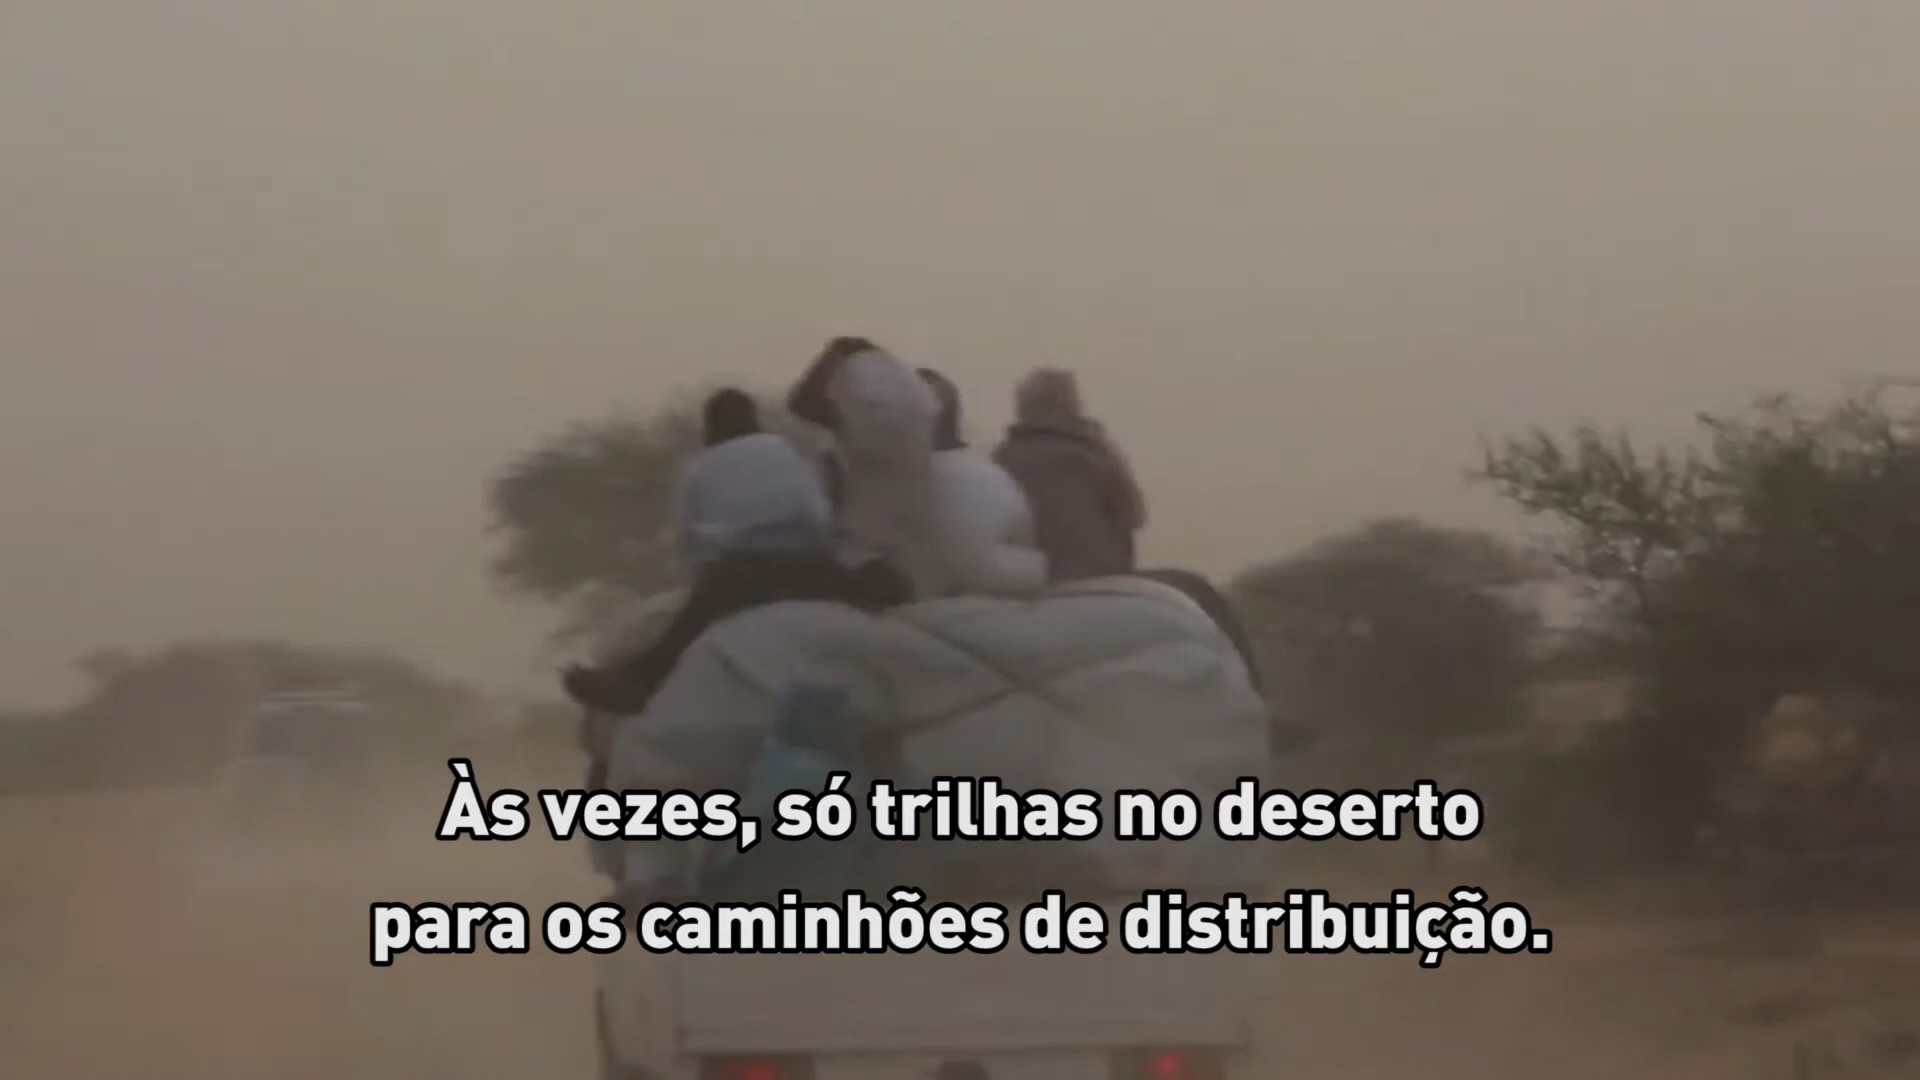 Às vezes, só trilhas no deserto
para os caminhões de distribuição.